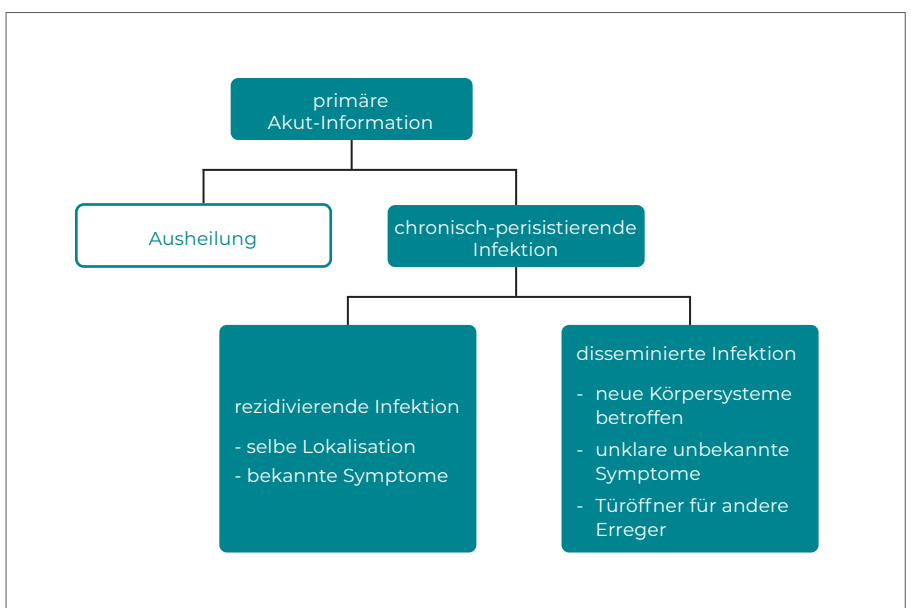 primäre
Akut-Information
Ausheilung
chronisch-perisistierende
Infektion
rezidivierende Infektion
- selbe Lokalisation
- bekannte Symptome
disseminierte Infektion
- neue Körpersysteme
betroffen
- unklare unbekannte
Symptome
- Türöffner für andere
Erreger